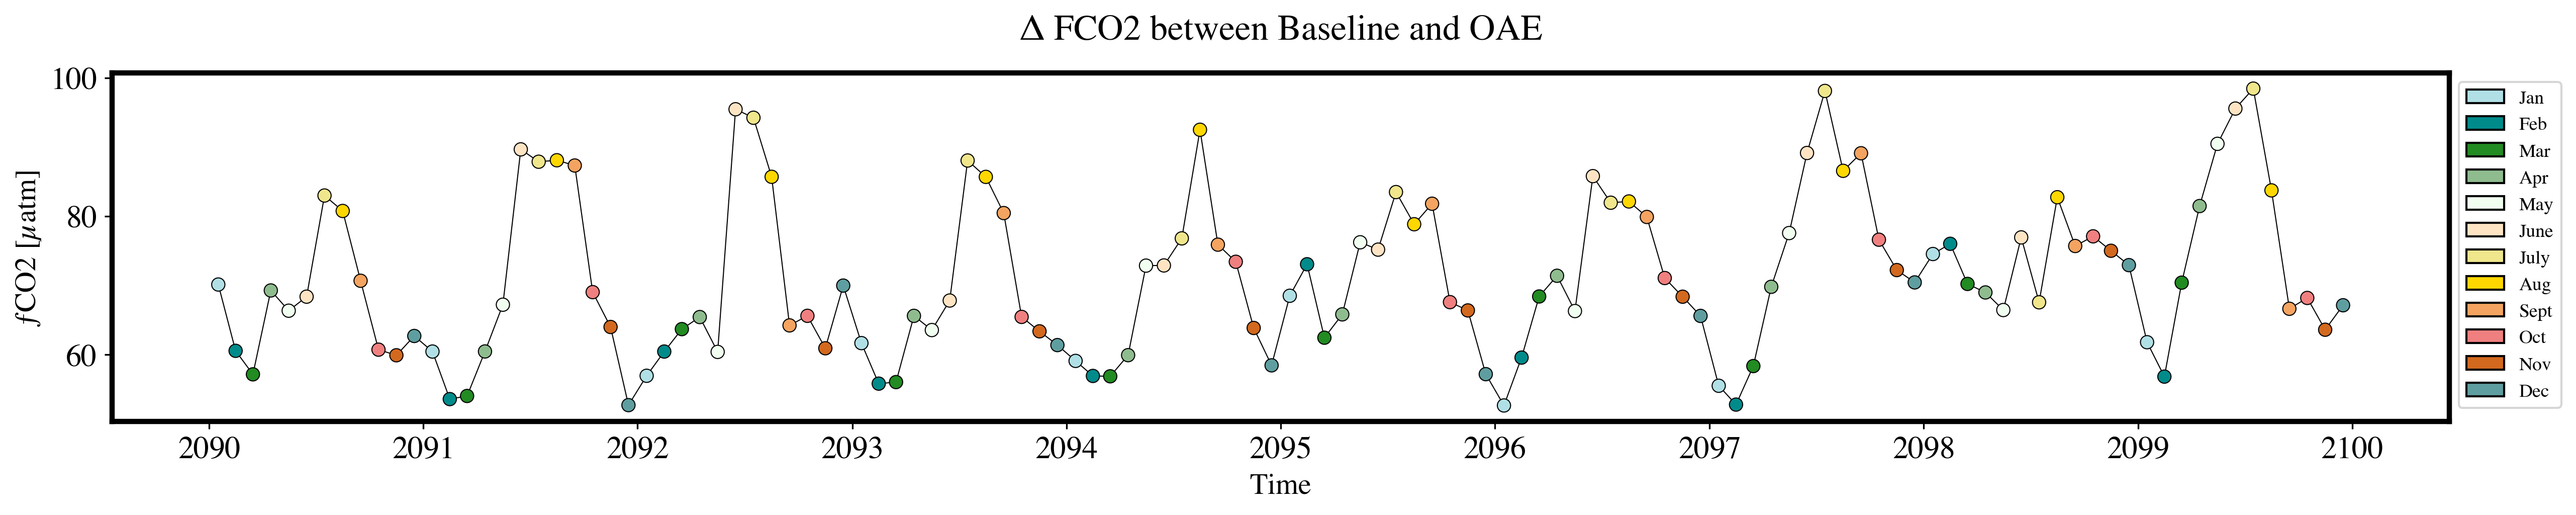 Δ FCO2 between Baseline and OAE
fCO2 [μatm]
100
80
60
2090 2091 2092 2093 2094 2095 2096 2097 2098 2099 2100
Time
Jan
Feb
Mar
Apr
May
June
July
Aug
Sept
Oct
Nov
Dec